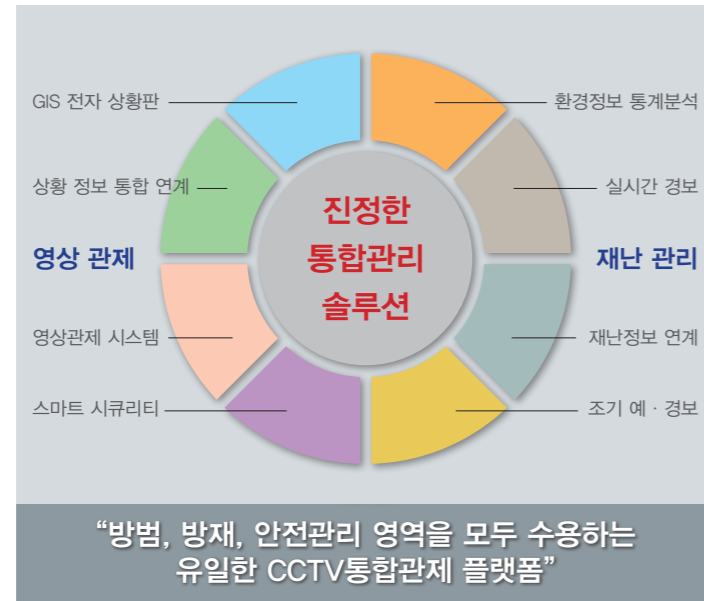 GIS 전자 상황판
환경정보 통계분석
상황 정보 통합 연계
실시간 경보
진정한
통합관리
솔루션
영상 관제
재난 관리
영상관제 시스템
재난정보 연계
스마트 시큐리티
조기 예 · 경보
“방범, 방재, 안전관리 영역을 모두 수용하는
유일한 CCTV통합관제 플랫폼”